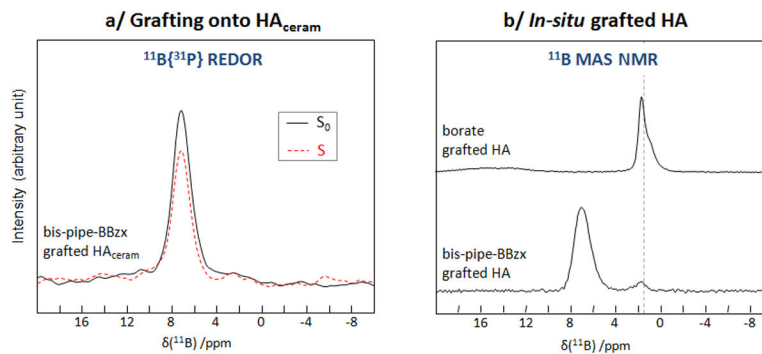 a/ Grafting onto HAceram
¹¹B{³¹P} REDOR
Intensity (arbitrary unit)
S₀
S
bis-pipe-BBzx
grafted HAceram
16 12 8 4 0 -4 -8
δ(¹¹B) /ppm
b/ In-situ grafted HA
¹¹B MAS NMR
borate
grafted HA
bis-pipe-BBzx
grafted HA
16 12 8 4 0 -4 -8
δ(¹¹B) /ppm